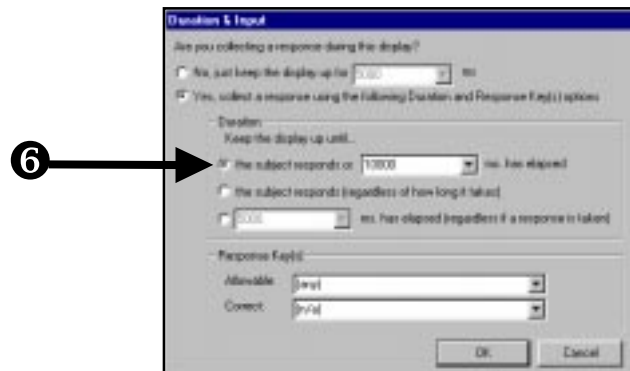 Duration & Input
Are you collecting a response during this display?
No, just keep the display up for 5000 ms
Yes, collect a response using the following Duration and Response Key(s) options
Duration
Keep the display up until...
6 the subject responds or 10000 ms. has elapsed
the subject responds (regardless of how long it takes)
5000 ms. has elapsed (regardless if a response is taken)
Response Key(s)
Allowable: (any)
Correct: (n/a)
OK Cancel